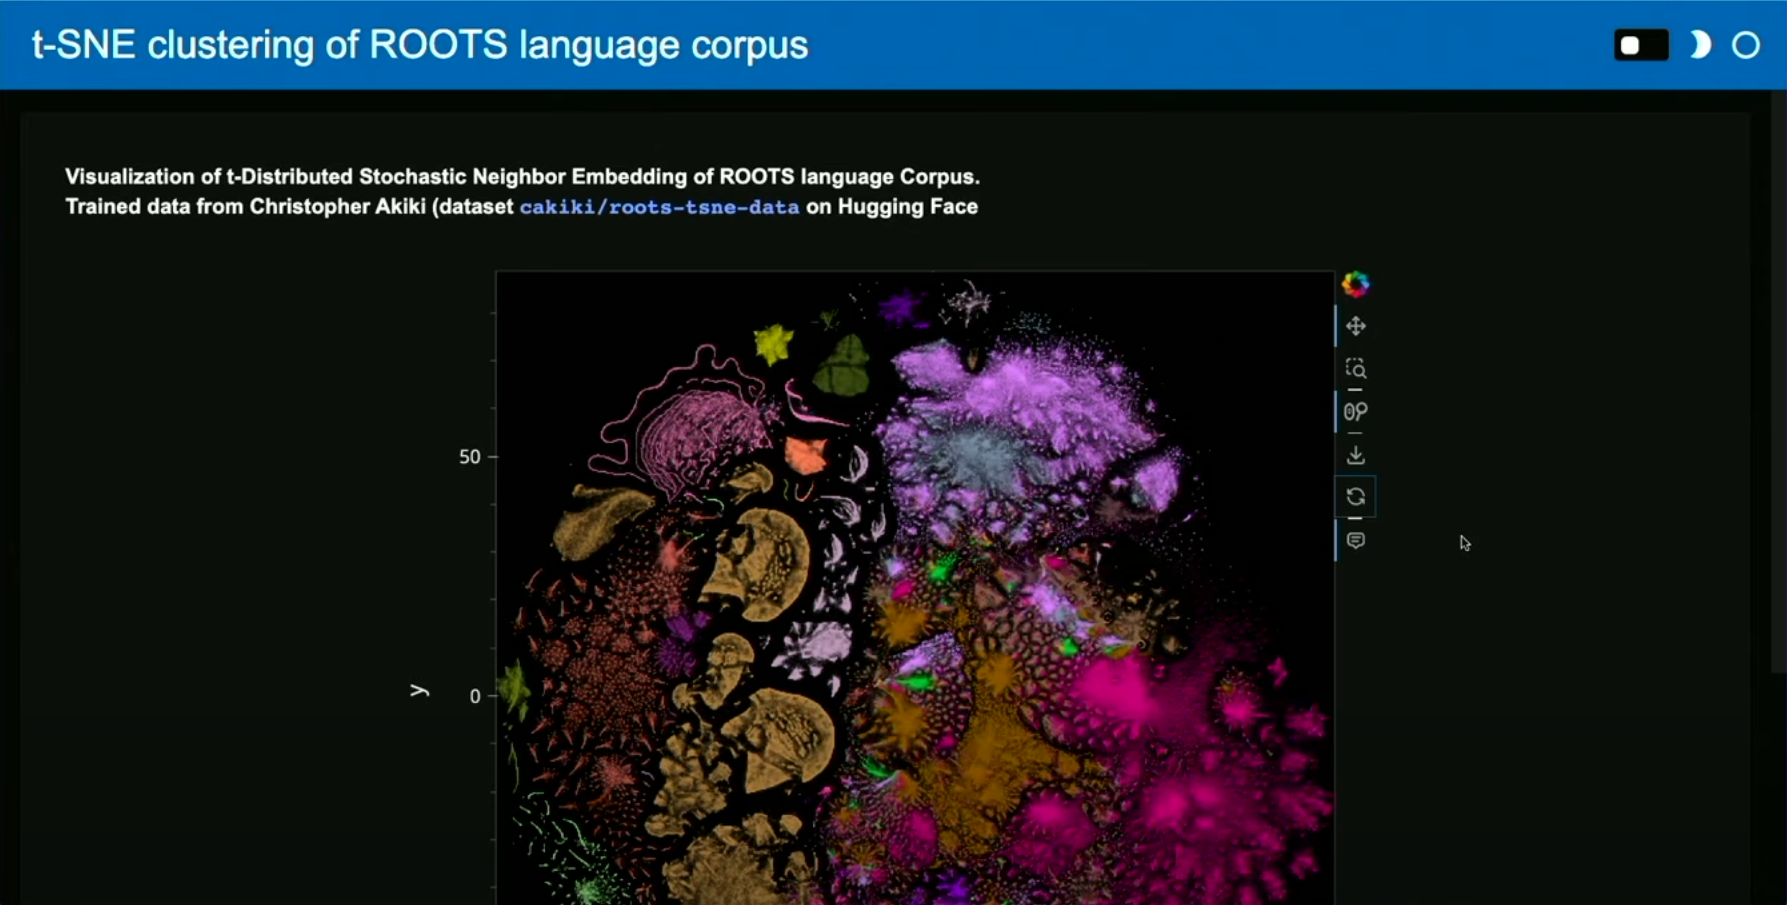 t-SNE clustering of ROOTS language corpus
Visualization of t-Distributed Stochastic Neighbor Embedding of ROOTS language Corpus.
Trained data from Christopher Akiki (dataset cakiki/roots-tsne-data on Hugging Face
50
0
y